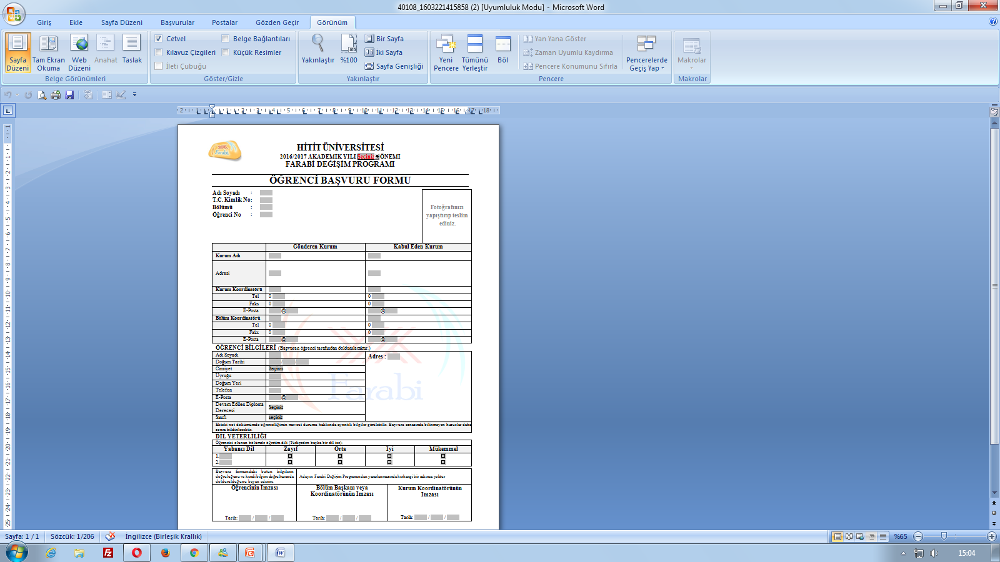 40108_1603221415858 (2) [Uyumluluk Modu] - Microsoft Word
Giriş Ekle Sayfa Düzeni Başvurular Postalar Gözden Geçir Görünüm
Sayfa Düzeni
Tam Ekran Okuma
Web Düzeni
Anahat
Taslak
Belge Görünümleri
Cetvel
Kılavuz Çizgileri
İleti Çubuğu
Belge Bağlantıları
Küçük Resimler
Göster/Gizle
Yakınlaştır
%100
Bir Sayfa
İki Sayfa
Sayfa Genişliği
Yakınlaştır
Yeni Pencere
Tümünü Yerleştir
Böl
Yan Yana Göster
Zaman Uyumlu Kaydırma
Pencere Konumunu Sıfırla
Pencerelerde Geçiş Yap
Pencere
Makrolar
Makrolar
Farabi
HİTİT ÜNİVERSİTESİ
2016/2017 AKADEMİK YILI Seçiniz DÖNEMİ
FARABİ DEĞİŞİM PROGRAMI
ÖĞRENCİ BAŞVURU FORMU
Adı Soyadı :
T.C. Kimlik No:
Bölümü :
Öğrenci No :
Fotoğrafınızı
yapıştırıp teslim
ediniz.
Gönderen Kurum Kabul Eden Kurum
Kurum Adı
Adresi
Kurum Koordinatörü
Tel 0 0
Faks 0 0
E-Posta @ @
Bölüm Koordinatörü
Tel 0 0
Faks 0 0
E-Posta @ @
ÖĞRENCİ BİLGİLERİ (Başvuran öğrenci tarafından doldurulacaktır.)
Adı Soyadı Adres :
Doğum Tarihi / /
Cinsiyet Seçiniz
Uyruğu
Doğum Yeri
Telefon
E-Posta @
Devam Edilen Diploma
Derecesi Seçiniz
Sınıfı seçiniz
Farabi
Ekteki not dökümümde öğrenciliğimin mevcut durumu hakkında ayrıntılı bilgiler görülebilir. Başvuru esnasında bilinmeyen hususlar daha
sonra bildirilecektir.
DİL YETERLİLİĞİ
Öğrencisi olunan bölümde öğretim dili (Türkçeden başka bir dil ise):
Yabancı Dil Zayıf Orta İyi Mükemmel
1.
2.
Başvuru formundaki bütün bilgilerin
doğruluğunu ve kendi bilgim doğrultusunda
doldurulduğunu beyan ederim.
Adayın Farabi Değişim Programından yararlanmasında herhangi bir sakınca yoktur
Öğrencinin İmzası
Bölüm Başkanı veya
Koordinatörünün İmzası
Kurum Koordinatörünün
İmzası
Tarih: / / Tarih: / / Tarih: / /
Sayfa: 1 / 1 Sözcük: 1/206 İngilizce (Birleşik Krallık) %65
15:04